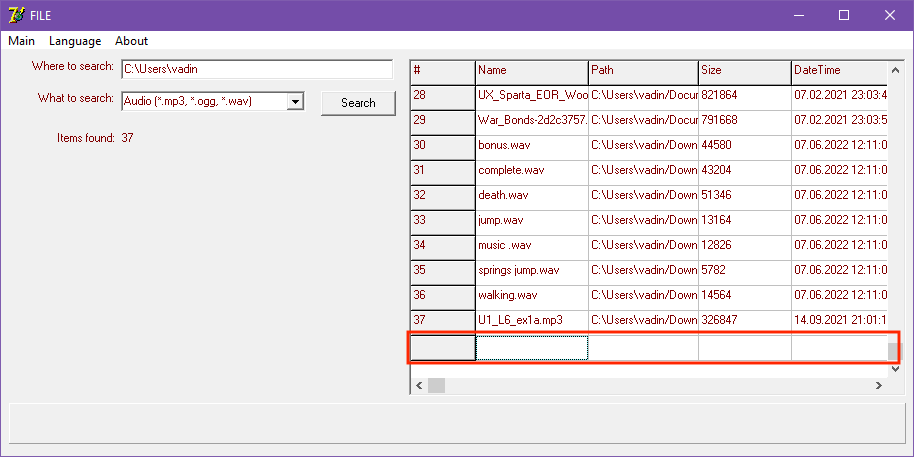 FILE
Main Language About
Where to search: C:\Users\vadin
What to search: Audio (*.mp3, *.ogg, *.wav) Search
Items found: 37
# Name Path Size DateTime
28 UX_Sparta_EOR_Woo C:\Users/vadin/Docur 821864 07.02.2021 23:03:4
29 War_Bonds-2d2c3757. C:\Users/vadin/Docur 791668 07.02.2021 23:03:5
30 bonus.wav C:\Users/vadin/Down 44580 07.06.2022 12:11:0
31 complete.wav C:\Users/vadin/Down 43204 07.06.2022 12:11:0
32 death.wav C:\Users/vadin/Down 51346 07.06.2022 12:11:0
33 jump.wav C:\Users/vadin/Down 13164 07.06.2022 12:11:0
34 music .wav C:\Users/vadin/Down 12826 07.06.2022 12:11:0
35 springs jump.wav C:\Users/vadin/Down 5782 07.06.2022 12:11:0
36 walking.wav C:\Users/vadin/Down 14564 07.06.2022 12:11:0
37 U1_L6_ex1a.mp3 C:\Users/vadin/Down 326847 14.09.2021 21:01:1